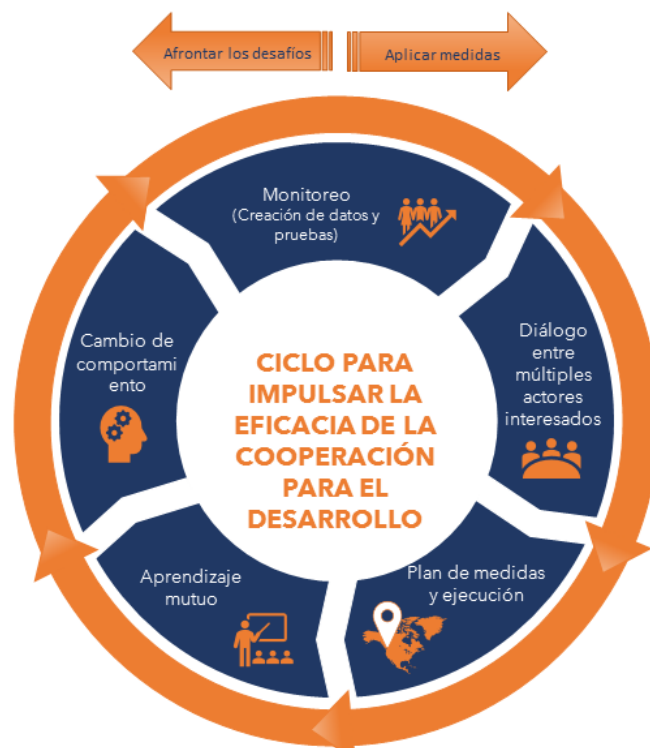 Afrontar los desafíos
Aplicar medidas
Monitoreo
(Creación de datos y
pruebas)
Diálogo
entre
múltiples
actores
interesados
Plan de medidas
y ejecución
Aprendizaje
mutuo
Cambio de
comportami
ento
CICLO PARA
IMPULSAR LA
EFICACIA DE LA
COOPERACIÓN
PARA EL
DESARROLLO